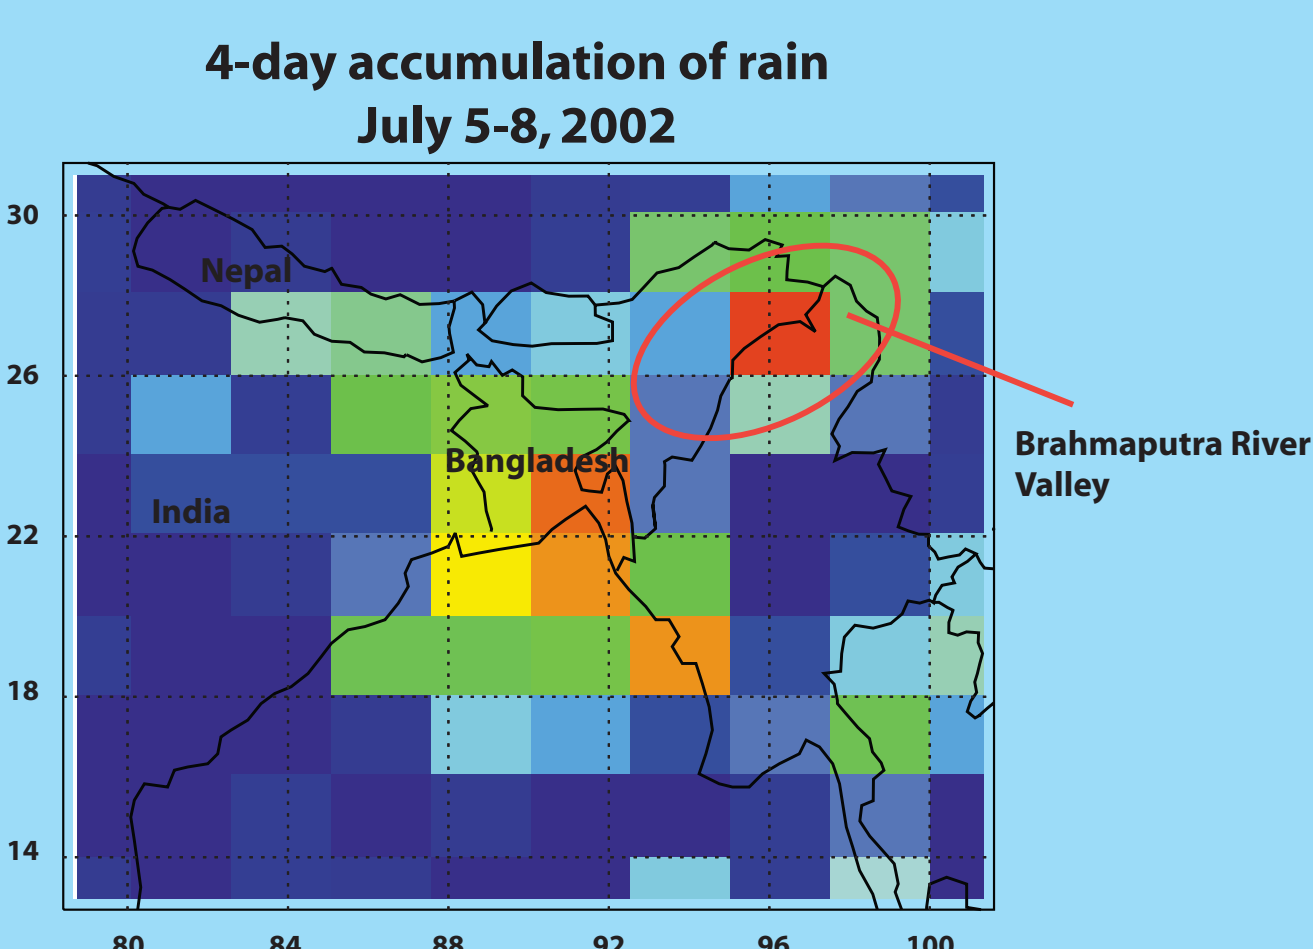 4-day accumulation of rain
July 5-8, 2002
30
Nepal
26
Brahmaputra River
Valley
Bangladesh
India
22
18
14
80 84 88 92 96 100